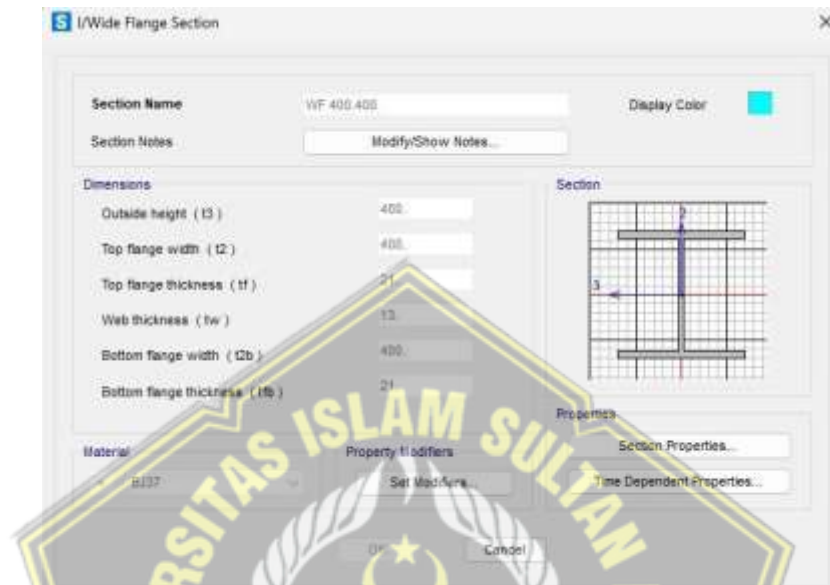 S I/Wide Flange Section
Section Name WF 400.400 Display Color
Section Notes Modify/Show Notes...
Dimensions Section
Outside height ( t3 ) 400.
Top flange width ( t2 ) 400.
Top flange thickness ( tf ) 21.
Web thickness ( tw ) 13.
Bottom flange width ( t2b ) 400.
Bottom flange thickness ( tfb ) 21.
2
3
Properties
Section Properties...
Time Dependent Properties...
Material Property Modifiers
+ BJ37 Set Modifiers...
Cancel
ISLAM SUL